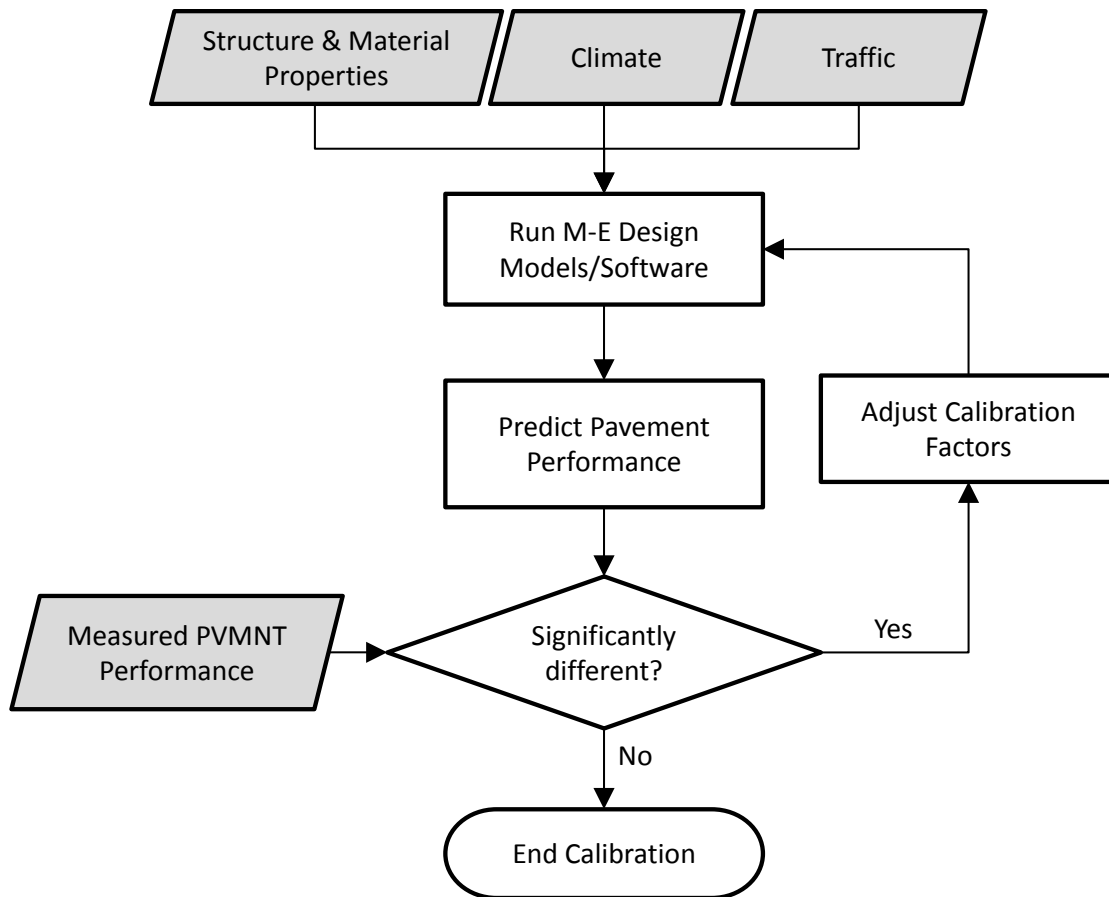 Structure & Material
Properties
Climate
Traffic
Run M-E Design
Models/Software
Predict Pavement
Performance
Adjust Calibration
Factors
Measured PVMNT
Performance
Significantly
different?
Yes
No
End Calibration